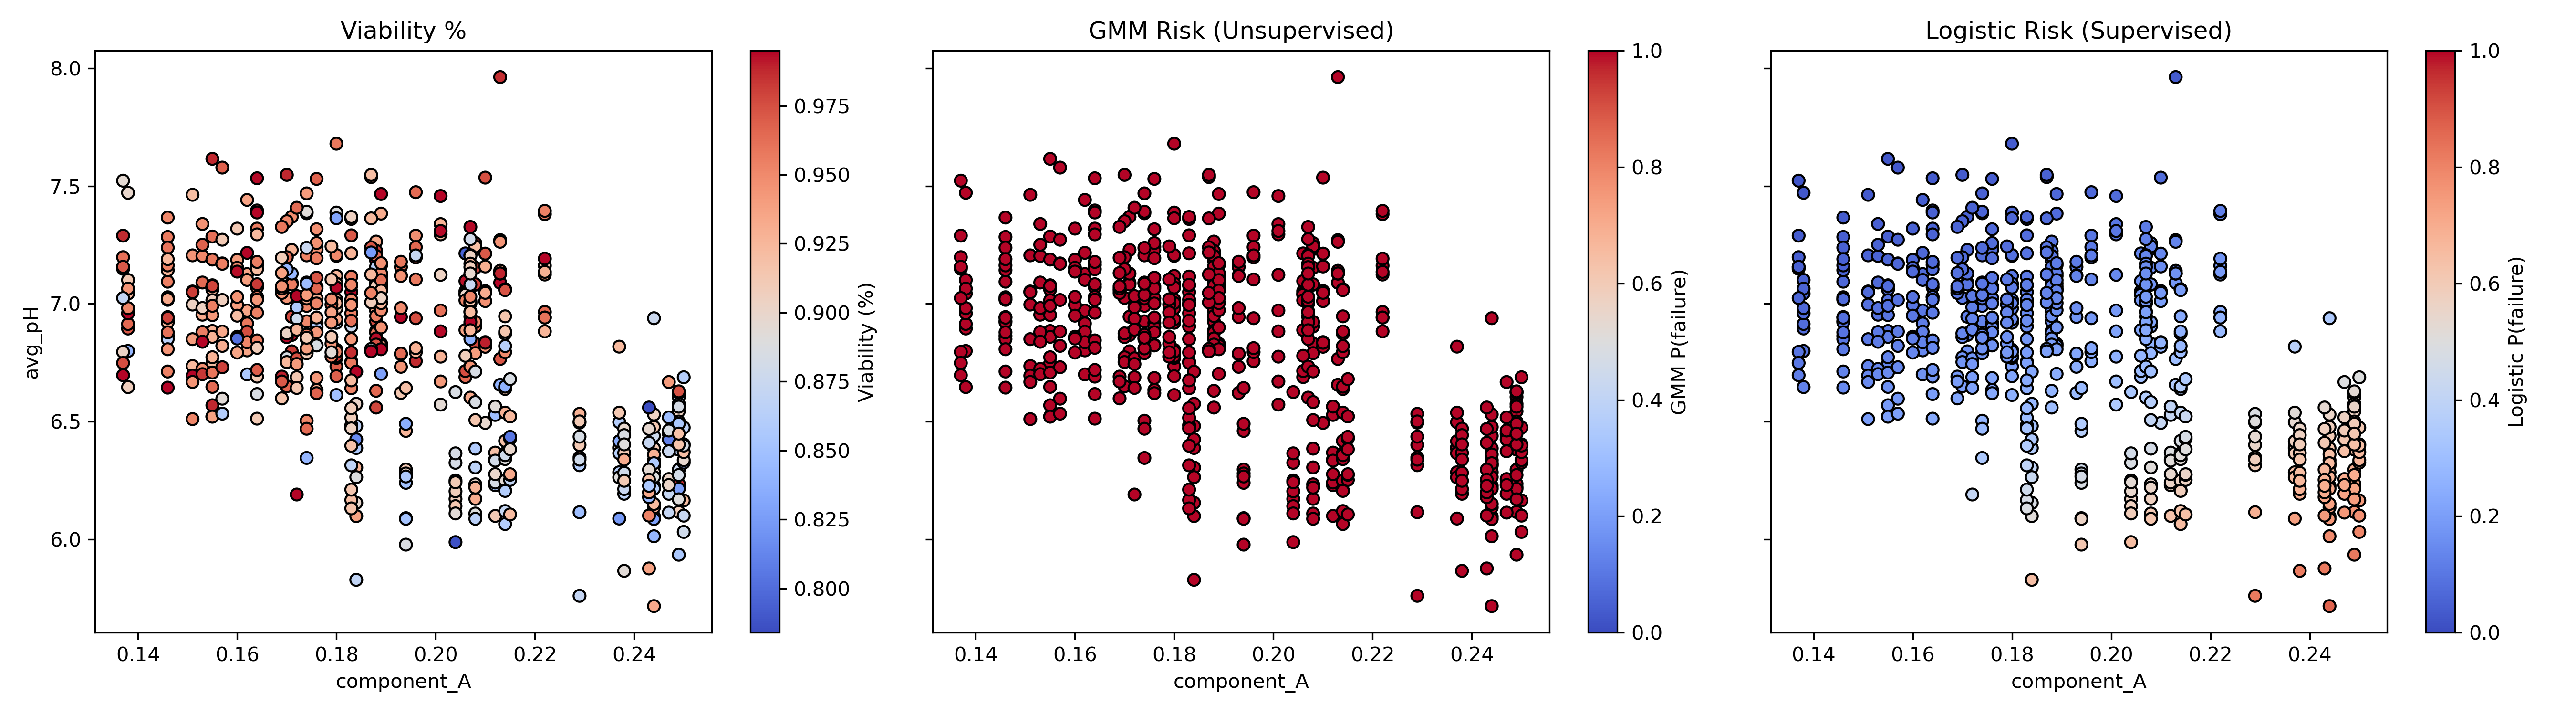 Viability %
GMM Risk (Unsupervised)
Logistic Risk (Supervised)
8.0
7.5
7.0
6.5
6.0
avg_pH
0.14 0.16 0.18 0.20 0.22 0.24
component_A
0.975
0.950
0.925
0.900
0.875
0.850
0.825
0.800
Viability (%)
0.14 0.16 0.18 0.20 0.22 0.24
component_A
1.0
0.8
0.6
0.4
0.2
0.0
GMM P(failure)
0.14 0.16 0.18 0.20 0.22 0.24
component_A
1.0
0.8
0.6
0.4
0.2
0.0
Logistic P(failure)